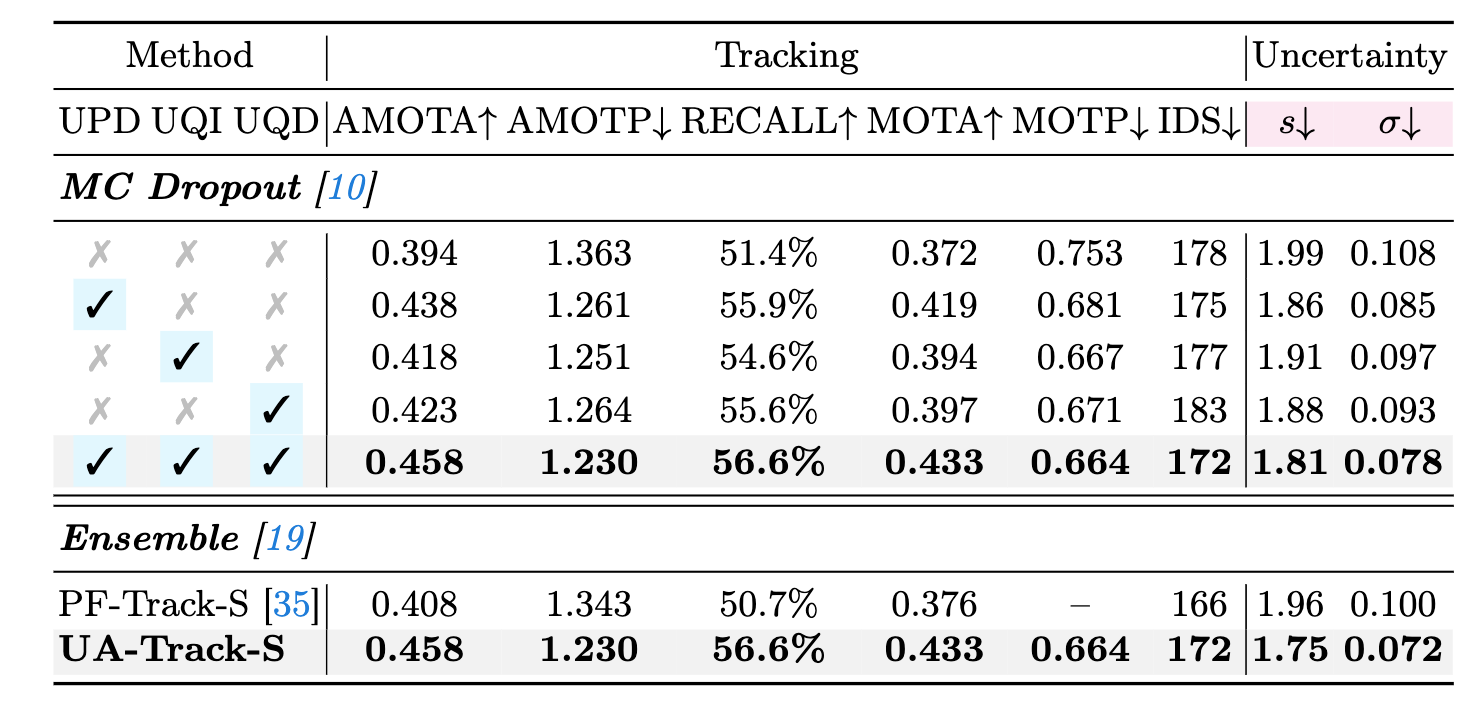 Method Tracking Uncertainty
UPD UQI UQD AMOTA↑ AMOTP↓ RECALL↑ MOTA↑ MOTP↓ IDS↓ s↓ σ↓
MC Dropout [10]
✗ ✗ ✗ 0.394 1.363 51.4% 0.372 0.753 178 1.99 0.108
✓ ✗ ✗ 0.438 1.261 55.9% 0.419 0.681 175 1.86 0.085
✗ ✓ ✗ 0.418 1.251 54.6% 0.394 0.667 177 1.91 0.097
✗ ✗ ✓ 0.423 1.264 55.6% 0.397 0.671 183 1.88 0.093
✓ ✓ ✓ 0.458 1.230 56.6% 0.433 0.664 172 1.81 0.078
Ensemble [19]
PF-Track-S [35] 0.408 1.343 50.7% 0.376 – 166 1.96 0.100
UA-Track-S 0.458 1.230 56.6% 0.433 0.664 172 1.75 0.072